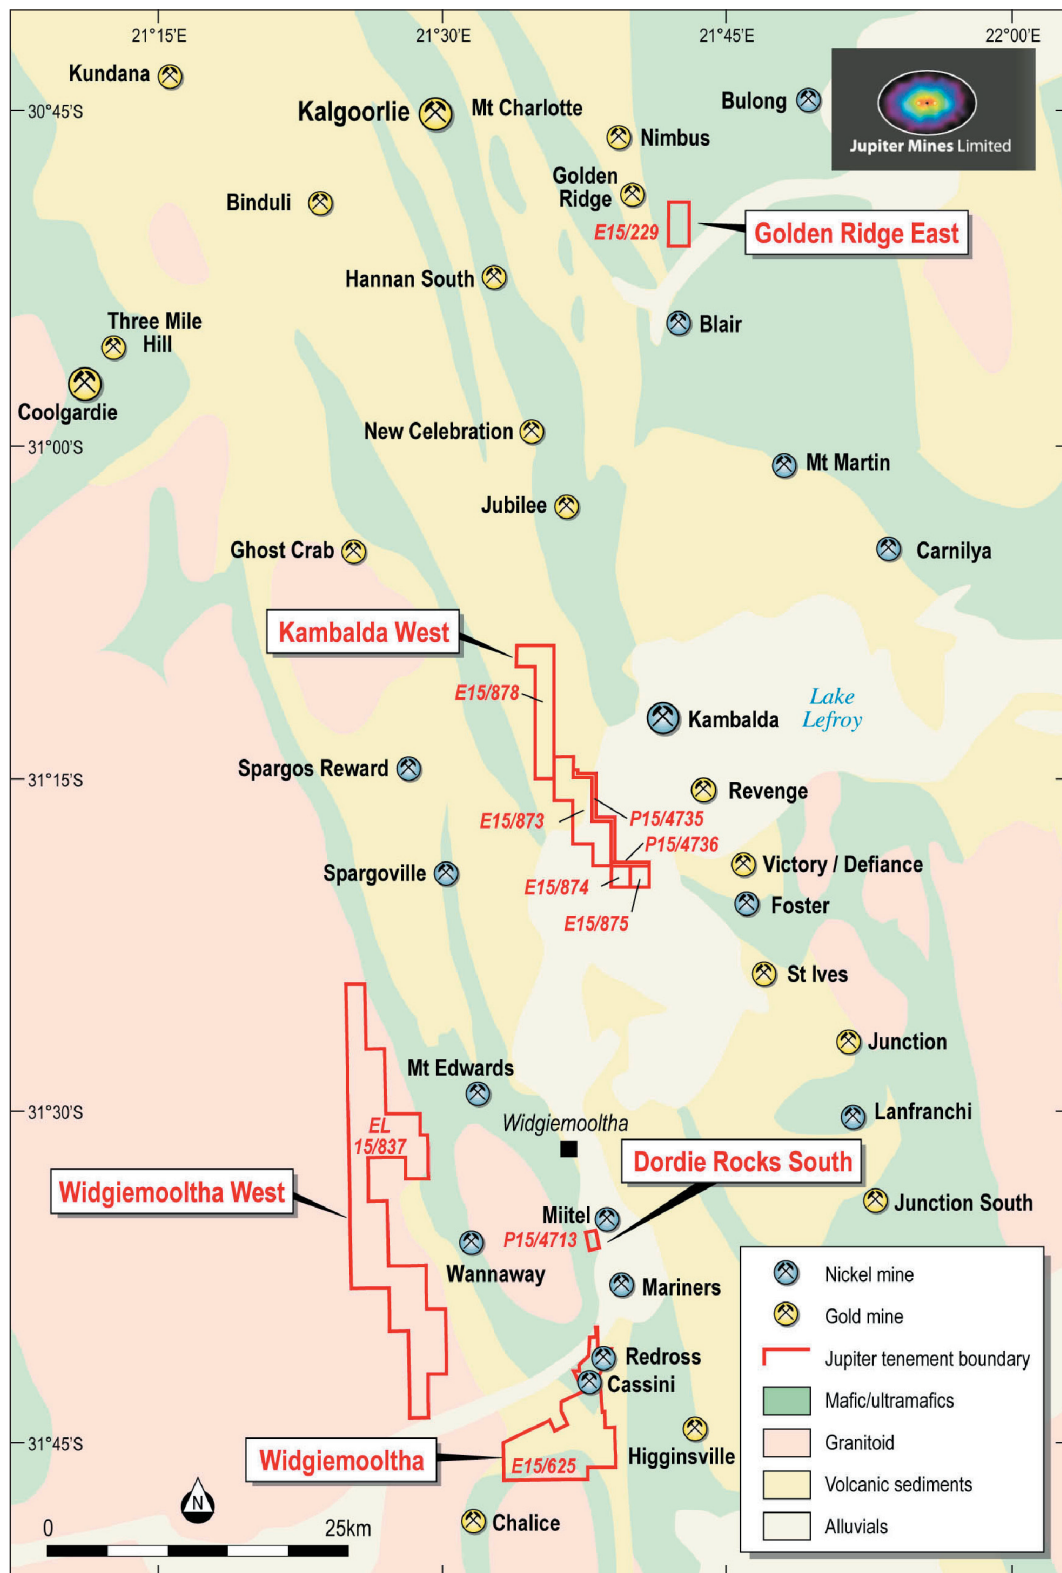 21°15'E
21°30'E
21°45'E
22°00'E
Kundana
30°45'S
Kalgoorlie
Mt Charlotte
Bulong
Nimbus
Jupiter Mines Limited
Golden
Ridge
Binduli
E15/229
Golden Ridge East
Hannan South
Three Mile
Hill
Blair
Coolgardie
New Celebration
31°00'S
Mt Martin
Jubilee
Ghost Crab
Carnilya
Kambalda West
E15/878
Lake
Lefroy
Kambalda
Spargos Reward
31°15'S
Revenge
E15/873
P15/4735
P15/4736
Victory / Defiance
Spargoville
E15/874
Foster
E15/875
St Ives
Junction
Mt Edwards
31°30'S
Lanfranchi
EL
15/837
Widgiemooltha
Dordie Rocks South
Widgiemooltha West
Junction South
Miitel
P15/4713
Wannaway
Mariners
Redross
Cassini
31°45'S
Widgiemooltha
E15/625
Higginsville
Chalice
N
0
25km
Nickel mine
Gold mine
Jupiter tenement boundary
Mafic/ultramafics
Granitoid
Volcanic sediments
Alluvials